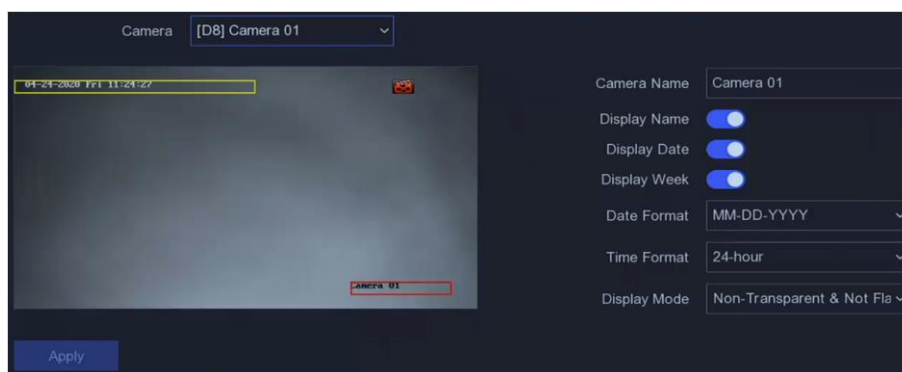 Camera [D8] Camera 01
04-24-2020 Fri 11:24:27
Camera 01
Camera Name Camera 01
Display Name
Display Date
Display Week
Date Format MM-DD-YYYY
Time Format 24-hour
Display Mode Non-Transparent & Not Fla
Apply